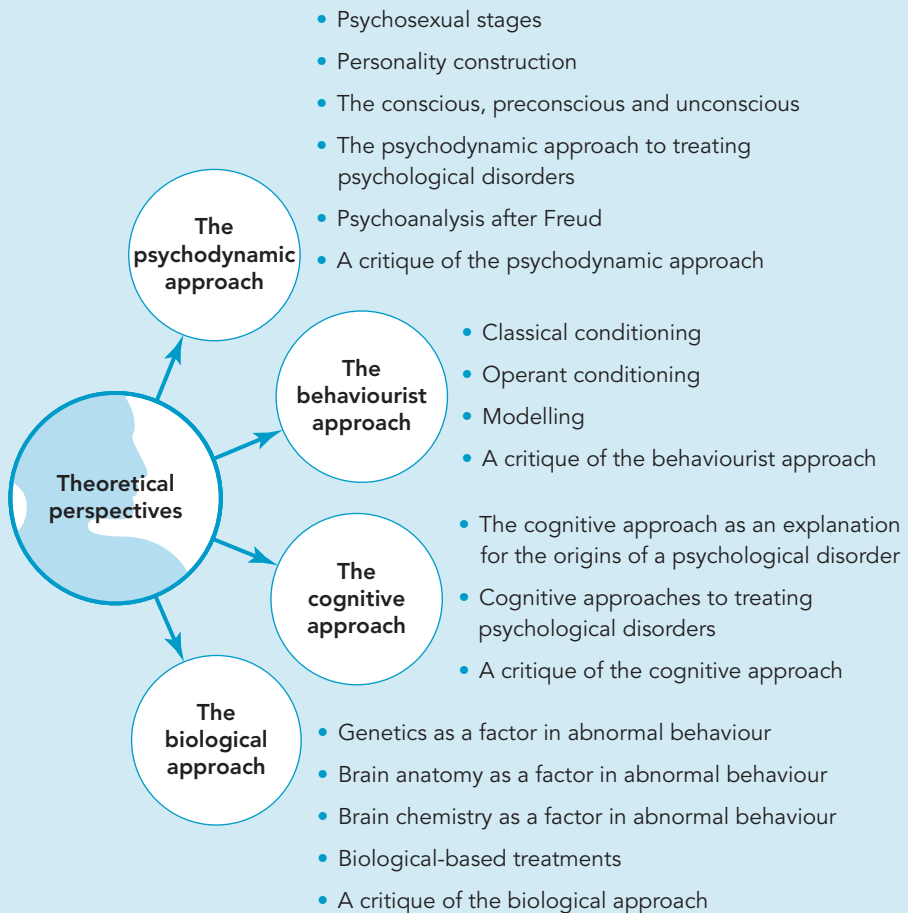 Theoretical
perspectives
The
psychodynamic
approach
• Psychosexual stages
• Personality construction
• The conscious, preconscious and unconscious
• The psychodynamic approach to treating
psychological disorders
• Psychoanalysis after Freud
• A critique of the psychodynamic approach
The
behaviourist
approach
• Classical conditioning
• Operant conditioning
• Modelling
• A critique of the behaviourist approach
The
cognitive
approach
• The cognitive approach as an explanation
for the origins of a psychological disorder
• Cognitive approaches to treating
psychological disorders
• A critique of the cognitive approach
The
biological
approach
• Genetics as a factor in abnormal behaviour
• Brain anatomy as a factor in abnormal behaviour
• Brain chemistry as a factor in abnormal behaviour
• Biological-based treatments
• A critique of the biological approach